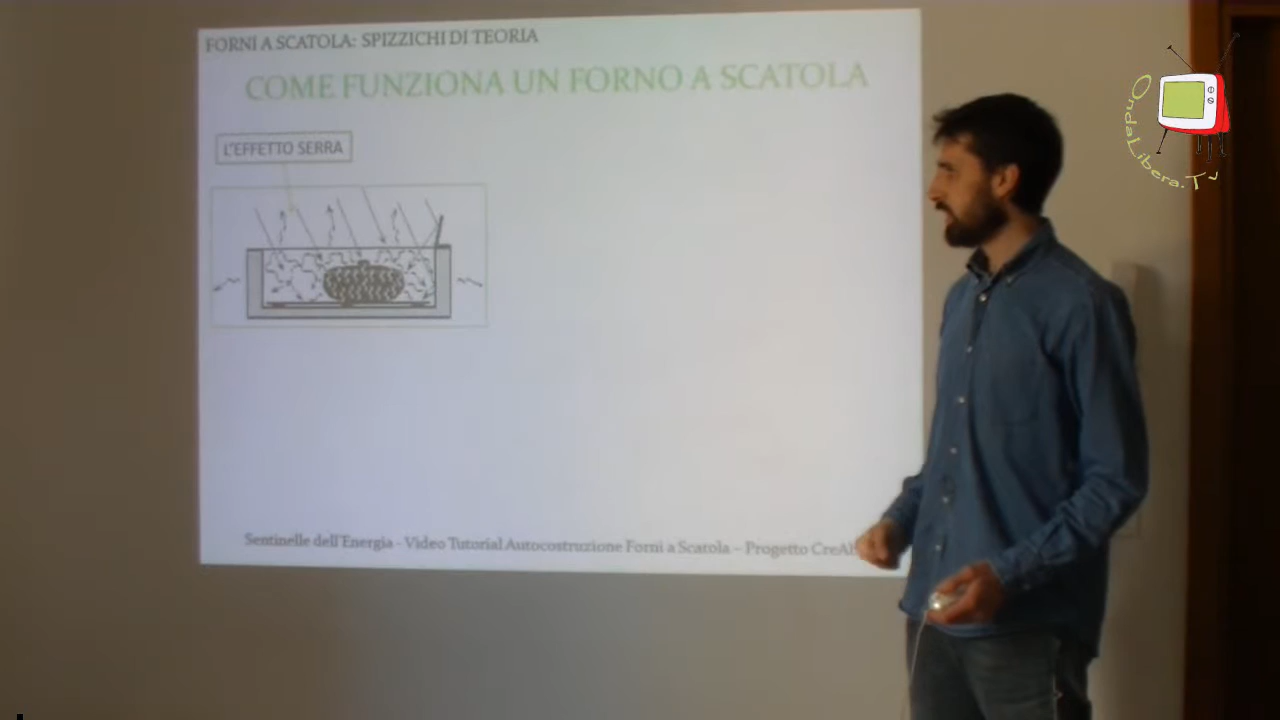 FORNI A SCATOLA: SPIZZICHI DI TEORIA
COME FUNZIONA UN FORNO A SCATOLA
L'EFFETTO SERRA
Sentinelle dell'Energia - Video Tutorial Autocostruzione Forni a Scatola – Progetto
OndaLibera.Tv